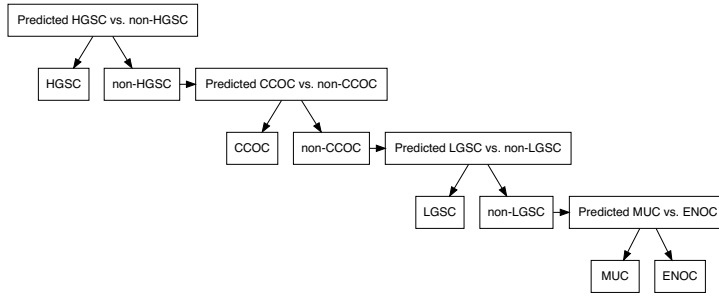 Predicted HGSC vs. non-HGSC
HGSC
non-HGSC
Predicted CCOC vs. non-CCOC
CCOC
non-CCOC
Predicted LGSC vs. non-LGSC
LGSC
non-LGSC
Predicted MUC vs. ENOC
MUC
ENOC